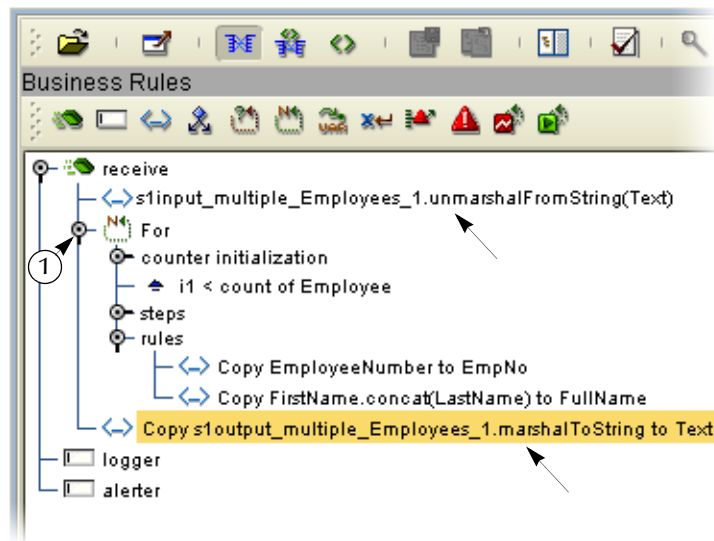 Business Rules
receive
s1input_multiple_Employees_1.unmarshalFromString(Text)
1
For
counter initialization
i1 < count of Employee
steps
rules
Copy EmployeeNumber to EmpNo
Copy FirstName.concat(LastName) to FullName
Copy s1output_multiple_Employees_1.marshalToString to Text
logger
alerter